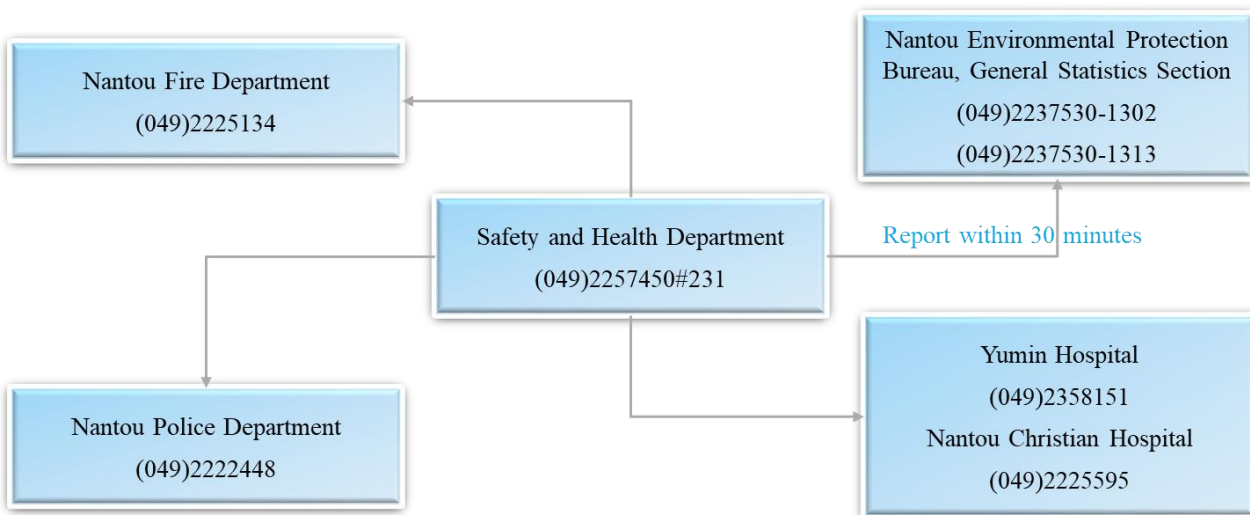 Nantou Fire Department
(049)2225134
Nantou Environmental Protection
Bureau, General Statistics Section
(049)2237530-1302
(049)2237530-1313
Safety and Health Department
(049)2257450#231
Report within 30 minutes
Nantou Police Department
(049)2222448
Yumin Hospital
(049)2358151
Nantou Christian Hospital
(049)2225595